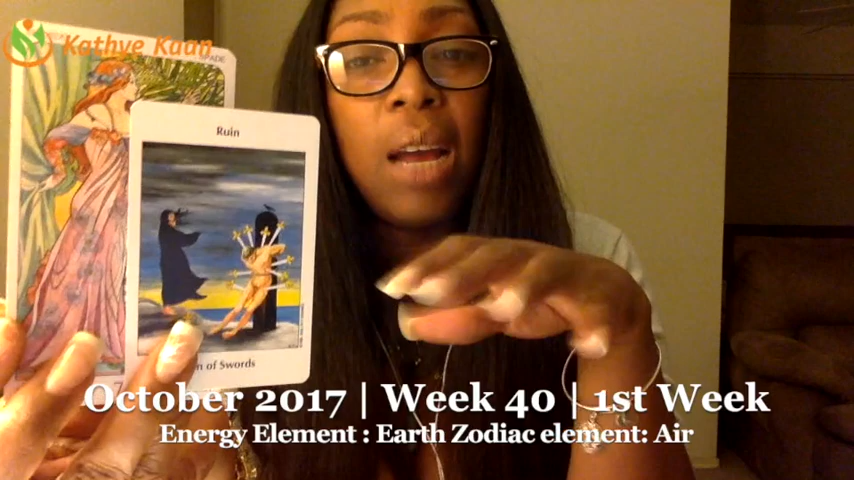 Kathye Kaan
Ruin
of Swords
October 2017 | Week 40 | 1st Week
Energy Element : Earth Zodiac element: Air